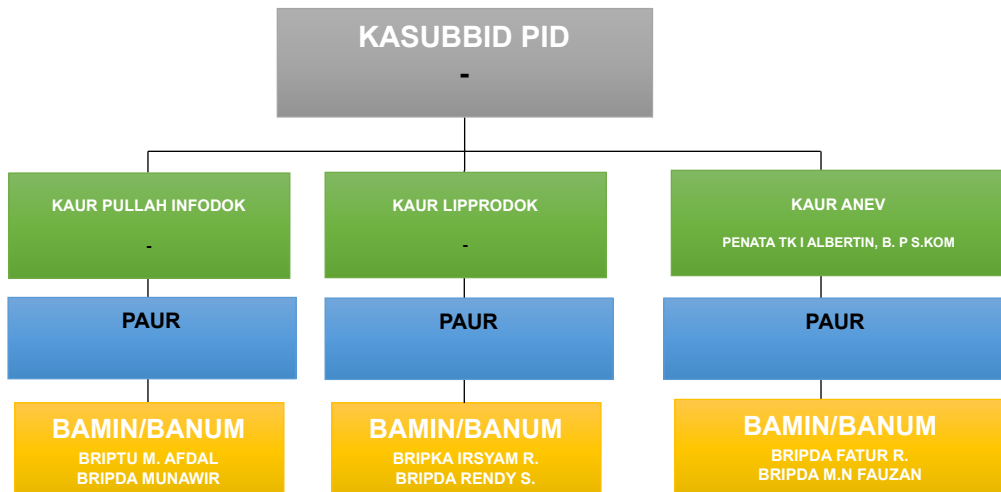 KASUBBID PID
-
KAUR PULLAH INFODOK
-
KAUR LIPPRODOK
-
KAUR ANEV
PENATA TK I ALBERTIN, B. P S.KOM
PAUR
PAUR
PAUR
BAMIN/BANUM
BRIPTU M. AFDAL
BRIPDA MUNAWIR
BAMIN/BANUM
BRIPKA IRSYAM R.
BRIPDA RENDY S.
BAMIN/BANUM
BRIPDA FATUR R.
BRIPDA M.N FAUZAN